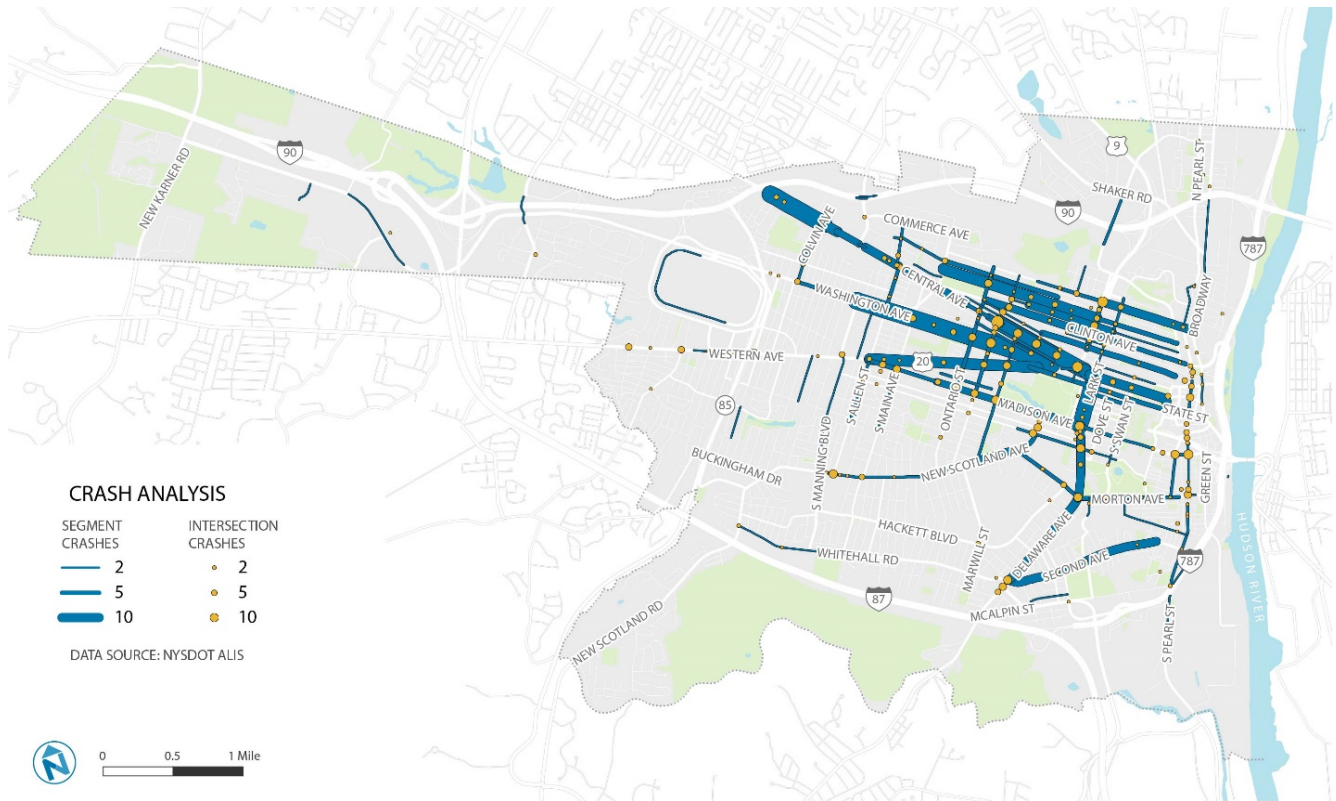 NEW KARNER RD
90
9
SHAKER RD
N PEARL ST
90
787
COLVIN AVE
COMMERCE AVE
CENTRAL AVE
WASHINGTON AVE
CLINTON AVE
BROADWAY
WESTERN AVE
20
LARK ST
STATE ST
85
S ALLEN ST
S MAIN AVE
ONTARIO ST
MADISON AVE
DOVE ST
S SWAN ST
S MANNING BLVD
BUCKINGHAM DR
NEW SCOTLAND AVE
GREEN ST
MORTON AVE
HACKETT BLVD
WHITEHALL RD
MARWILL ST
DELAWARE AVE
SECOND AVE
787
HUDSON RIVER
87
MCALPIN ST
NEW SCOTLAND RD
S PEARL ST
CRASH ANALYSIS
SEGMENT
CRASHES
2
5
10
INTERSECTION
CRASHES
2
5
10
DATA SOURCE: NYSDOT ALIS
N
0 0.5 1 Mile